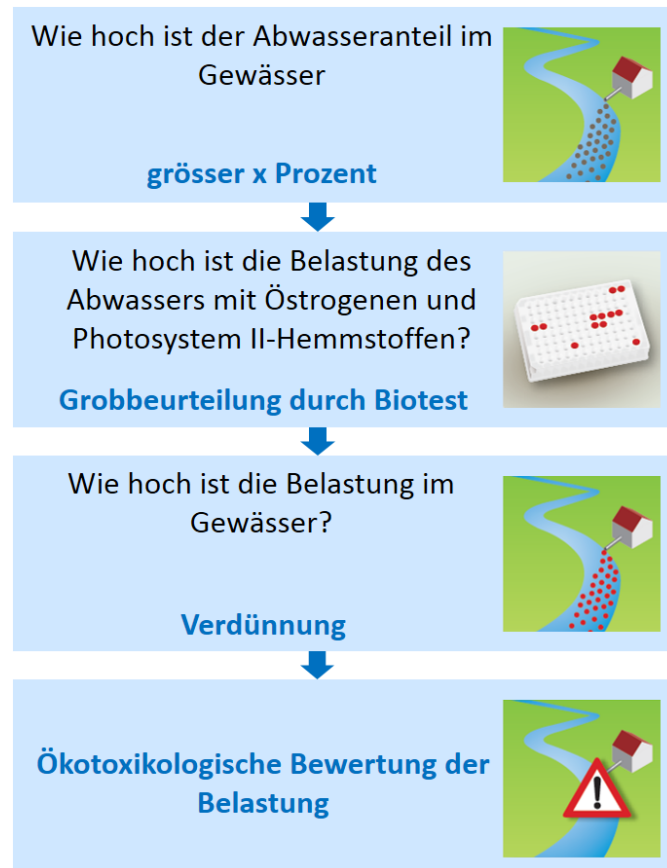 Wie hoch ist der Abwasseranteil im
Gewässer
grösser x Prozent
Wie hoch ist die Belastung des
Abwassers mit Östrogenen und
Photosystem II-Hemmstoffen?
Grobbeurteilung durch Biotest
Wie hoch ist die Belastung im
Gewässer?
Verdünnung
Ökotoxikologische Bewertung der
Belastung